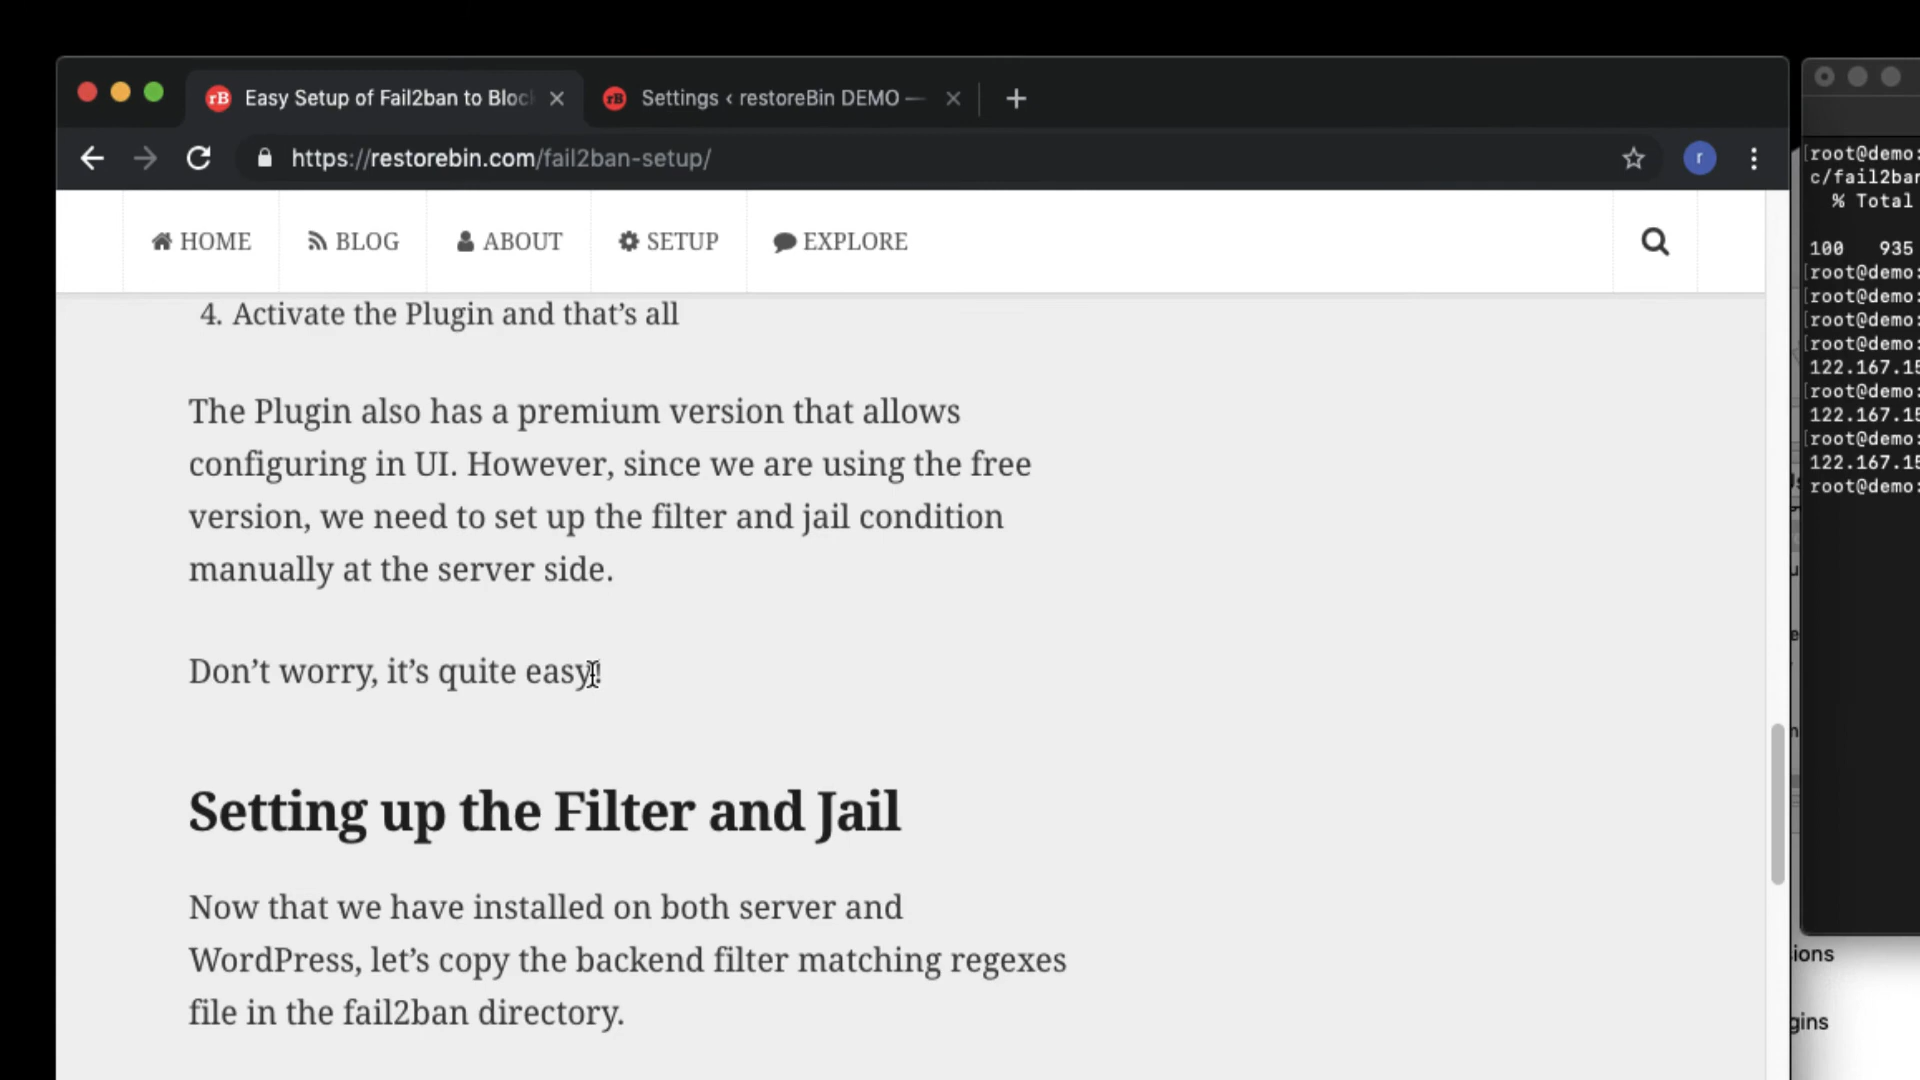 Easy Setup of Fail2ban to Bloc
Settings ‹ restoreBin DEMO —
https://restorebin.com/fail2ban-setup/
r
HOME
BLOG
ABOUT
SETUP
EXPLORE
4. Activate the Plugin and that's all
The Plugin also has a premium version that allows
configuring in UI. However, since we are using the free
version, we need to set up the filter and jail condition
manually at the server side.
Don't worry, it's quite easy!
Setting up the Filter and Jail
Now that we have installed on both server and
WordPress, let's copy the backend filter matching regexes
file in the fail2ban directory.
[root@demo:
c/fail2ban
% Total
100 935
[root@demo:
[root@demo:
[root@demo:
[root@demo:
122.167.15
[root@demo:
122.167.15
[root@demo:
122.167.15
root@demo:
ions
gins